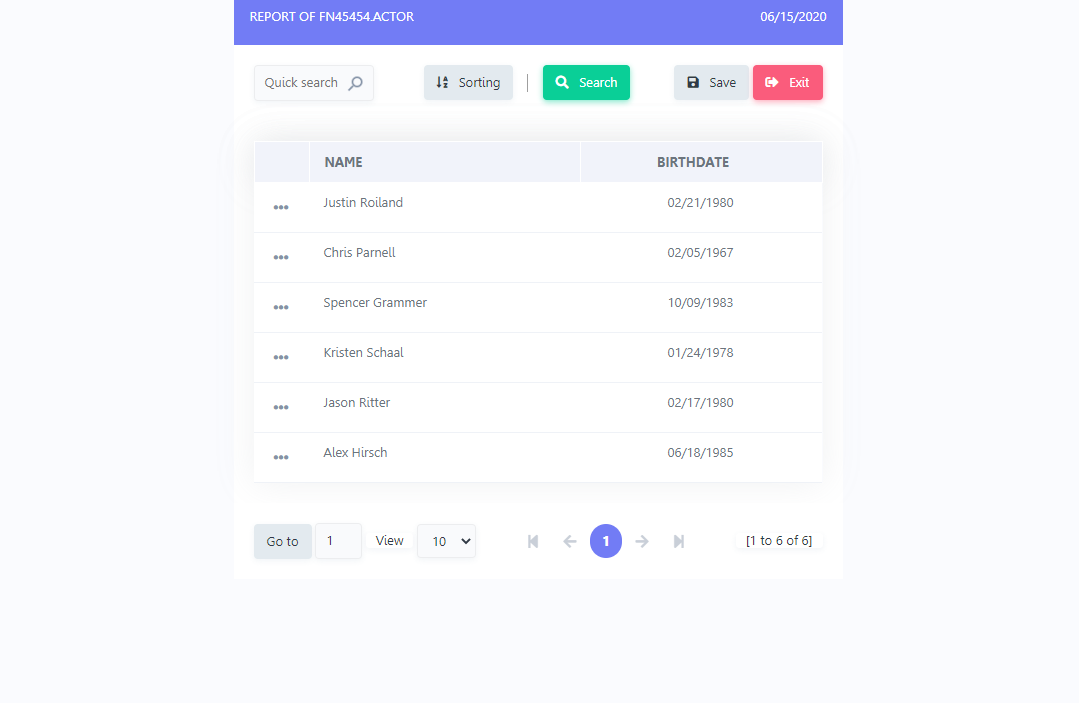 REPORT OF FN45454.ACTOR 06/15/2020
Quick search Sorting Search Save Exit
NAME BIRTHDATE
Justin Roiland 02/21/1980
Chris Parnell 02/05/1967
Spencer Grammer 10/09/1983
Kristen Schaal 01/24/1978
Jason Ritter 02/17/1980
Alex Hirsch 06/18/1985
Go to 1 View 10 1 [1 to 6 of 6]